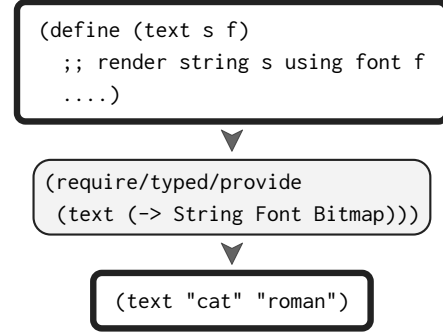 (define (text s f)
;; render string s using font f
....)
(require/typed/provide
(text (-> String Font Bitmap)))
(text "cat" "roman")